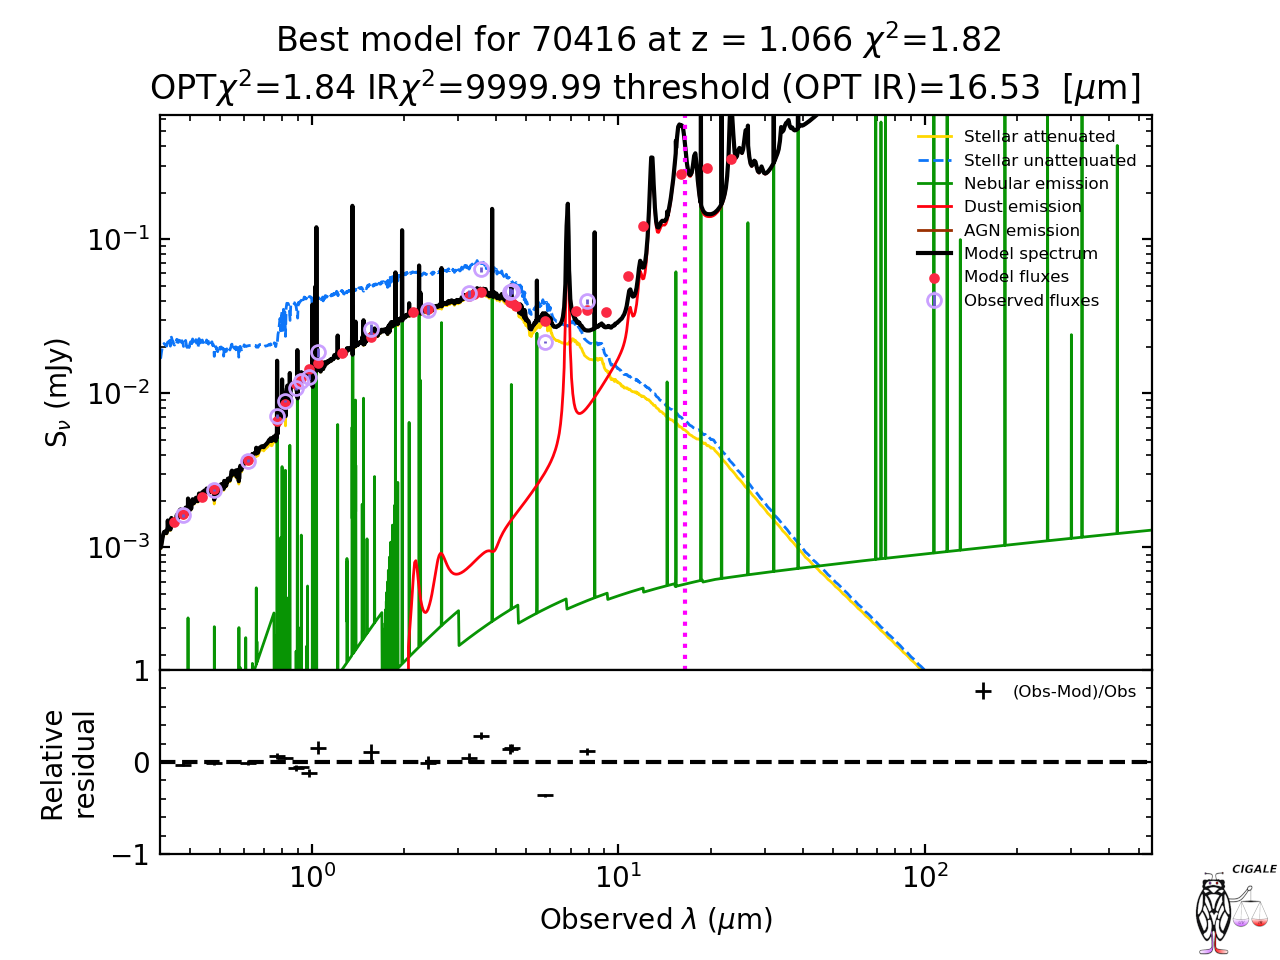 Best model for 70416 at z = 1.066 χ²=1.82
OPTχ²=1.84 IRχ²=9999.99 threshold (OPT IR)=16.53 [μm]
Stellar attenuated
Stellar unattenuated
Nebular emission
Dust emission
AGN emission
Model spectrum
Model fluxes
Observed fluxes
10⁻¹
10⁻²
10⁻³
S_ν (mJy)
(Obs-Mod)/Obs
1
0
−1
Relative
residual
10⁰
10¹
10²
Observed λ (μm)
CIGALE